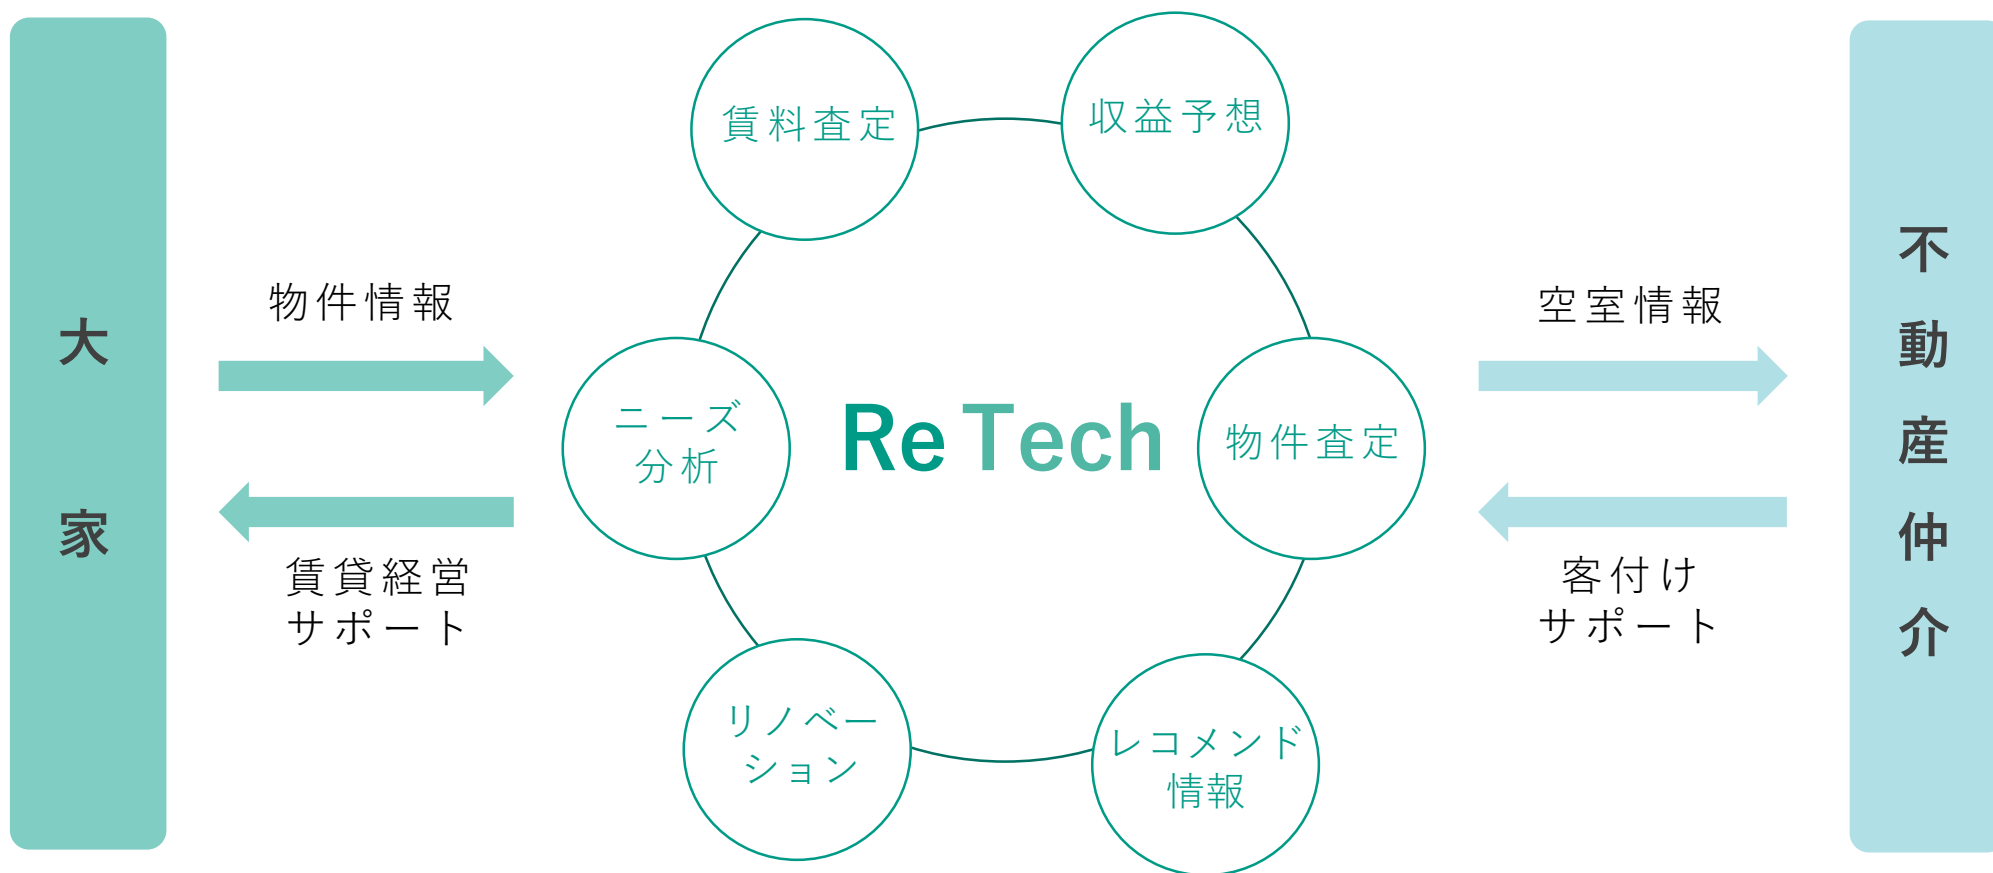 大家
物件情報
賃貸経営
サポート
賃料査定
収益予想
ニーズ
分析
Re Tech
物件査定
リノベー
ション
レコメンド
情報
空室情報
客付け
サポート
不動産仲介